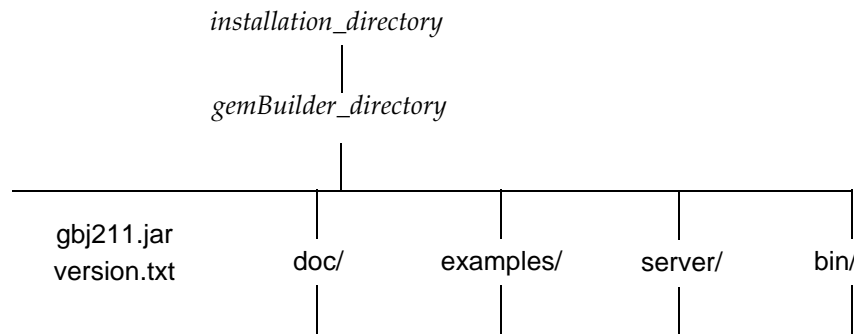 installation_directory
gemBuilder_directory
gbj211.jar
version.txt
doc/
examples/
server/
bin/